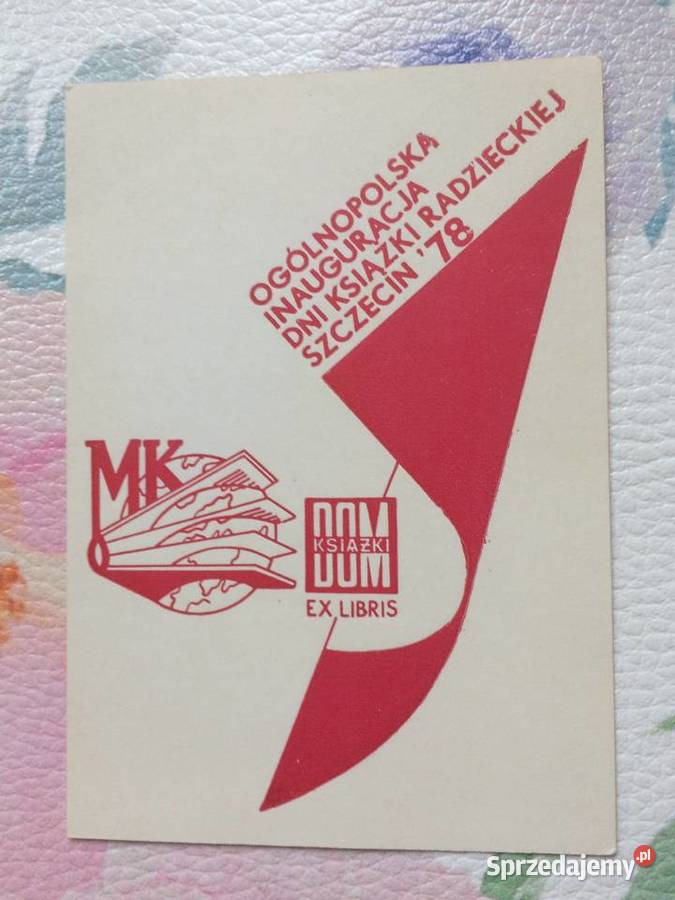 OGÓLNOPOLSKA
INAUGURACJA
DNI KSIĄŻKI RADZIECKIEJ
SZCZECIN '78
MK
DOM
KSIĄŻKI
DOM
EX LIBRIS
Sprzedajemy.pl